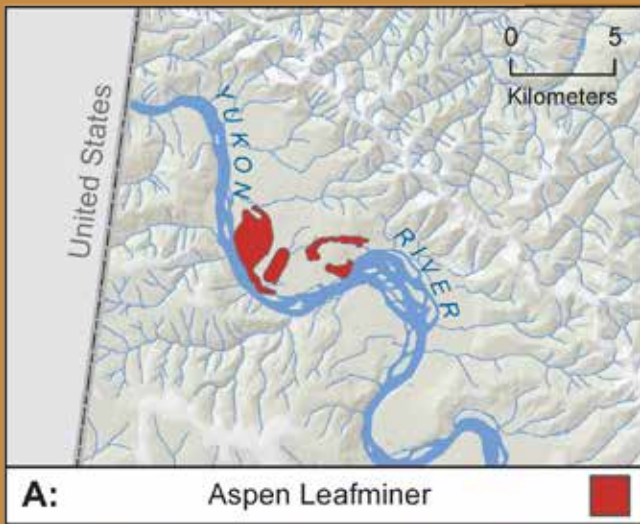 0 5
Kilometers
United States
YUKON
RIVER
A: Aspen Leafminer